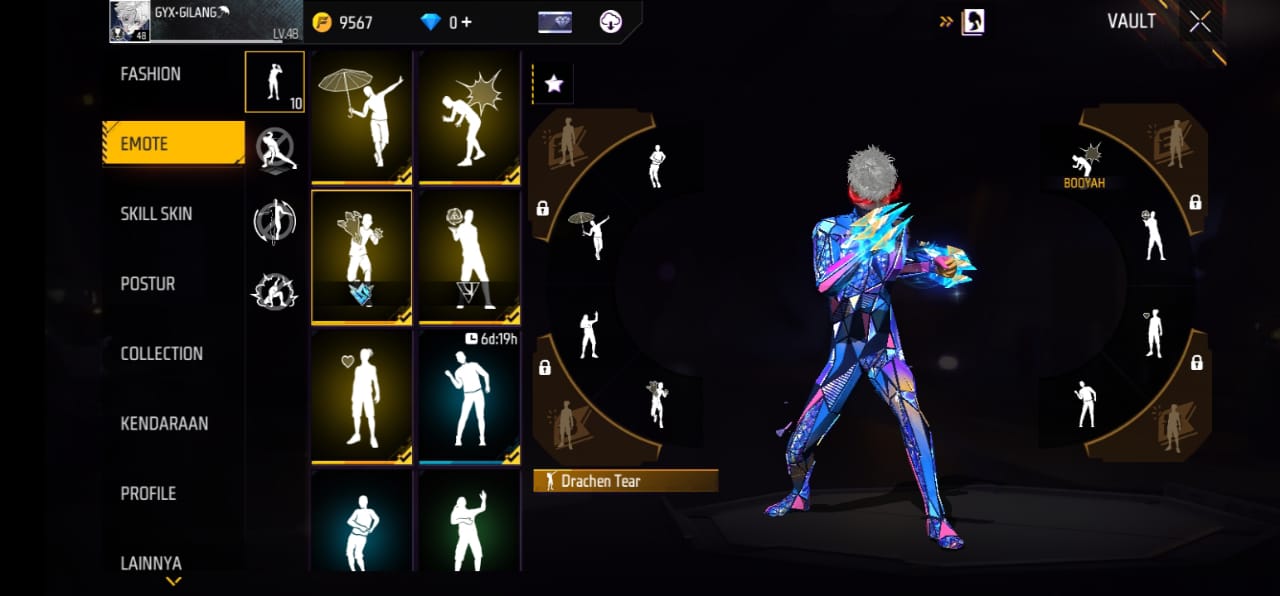 GYX•GILANG
48
LV.48
9567
0 +
VAULT
FASHION
EMOTE
SKILL SKIN
POSTUR
COLLECTION
KENDARAAN
PROFILE
LAINNYA
10
6d:19h
BOOYAH
Drachen Tear